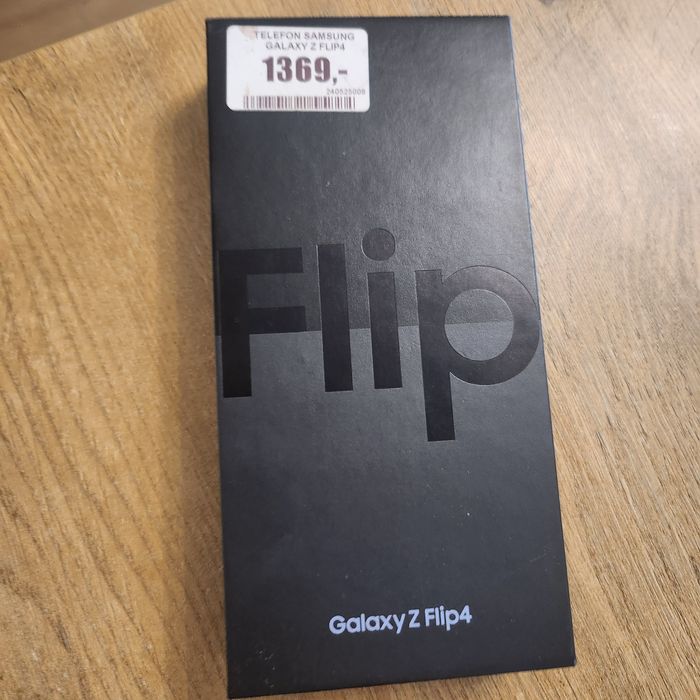 TELEFON SAMSUNG
GALAXY Z FLIP4
1369,-
240525008
Flip
Galaxy Z Flip4